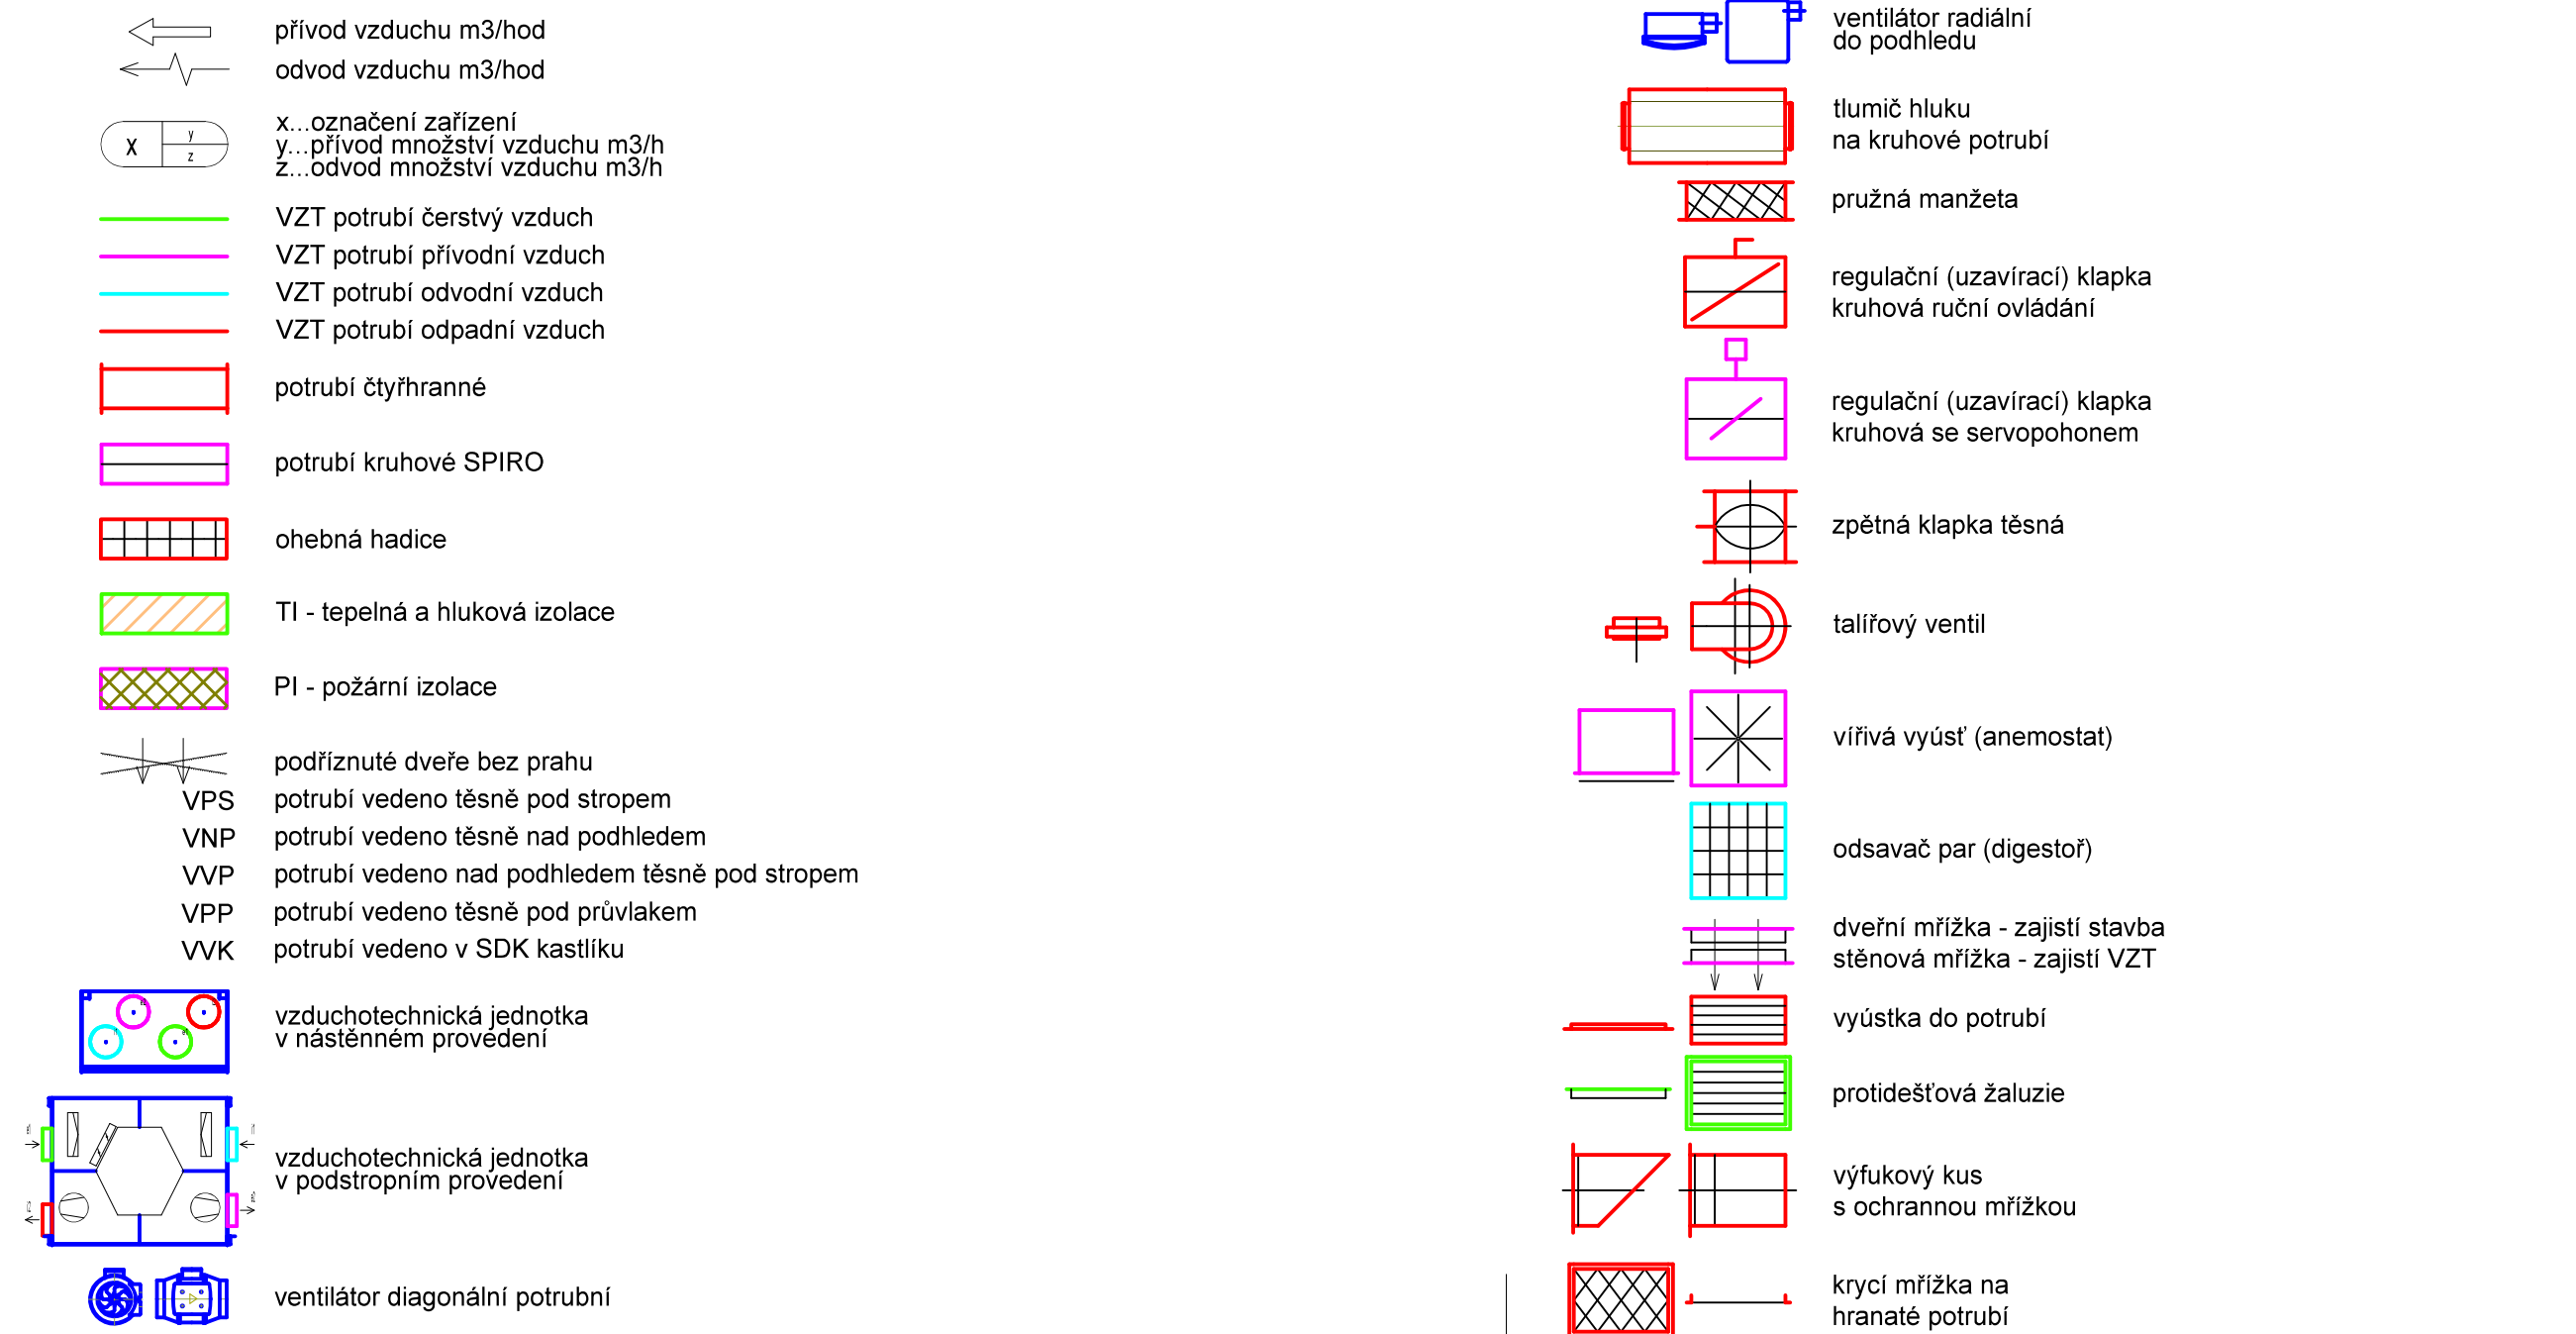 přívod vzduchu m3/hod
odvod vzduchu m3/hod
X
y
z
x...označení zařízení
y...přívod množství vzduchu m3/h
z...odvod množství vzduchu m3/h
VZT potrubí čerstvý vzduch
VZT potrubí přívodní vzduch
VZT potrubí odvodní vzduch
VZT potrubí odpadní vzduch
potrubí čtyřhranné
potrubí kruhové SPIRO
ohebná hadice
TI - tepelná a hluková izolace
PI - požární izolace
podříznuté dveře bez prahu
VPS potrubí vedeno těsně pod stropem
VNP potrubí vedeno těsně nad podhledem
VVP potrubí vedeno nad podhledem těsně pod stropem
VPP potrubí vedeno těsně pod průvlakem
VVK potrubí vedeno v SDK kastlíku
vzduchotechnická jednotka
v nástěnném provedení
vzduchotechnická jednotka
v podstropním provedení
ventilátor diagonální potrubní
ventilátor radiální
do podhledu
tlumič hluku
na kruhové potrubí
pružná manžeta
regulační (uzavírací) klapka
kruhová ruční ovládání
regulační (uzavírací) klapka
kruhová se servopohonem
zpětná klapka těsná
talířový ventil
vířivá vyúsť (anemostat)
odsavač par (digestoř)
dveřní mřížka - zajistí stavba
stěnová mřížka - zajistí VZT
vyústka do potrubí
protidešťová žaluzie
výfukový kus
s ochrannou mřížkou
krycí mřížka na
hranaté potrubí